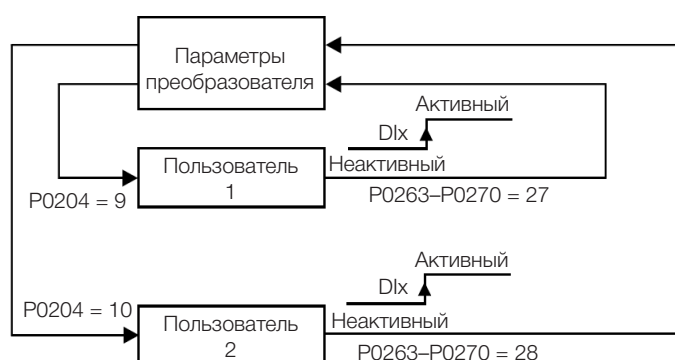 Параметры
преобразователя
Активный
DIx
Неактивный
Пользователь
1
P0204 = 9
P0263–P0270 = 27
Активный
DIx
Неактивный
P0204 = 10
Пользователь
2
P0263–P0270 = 28